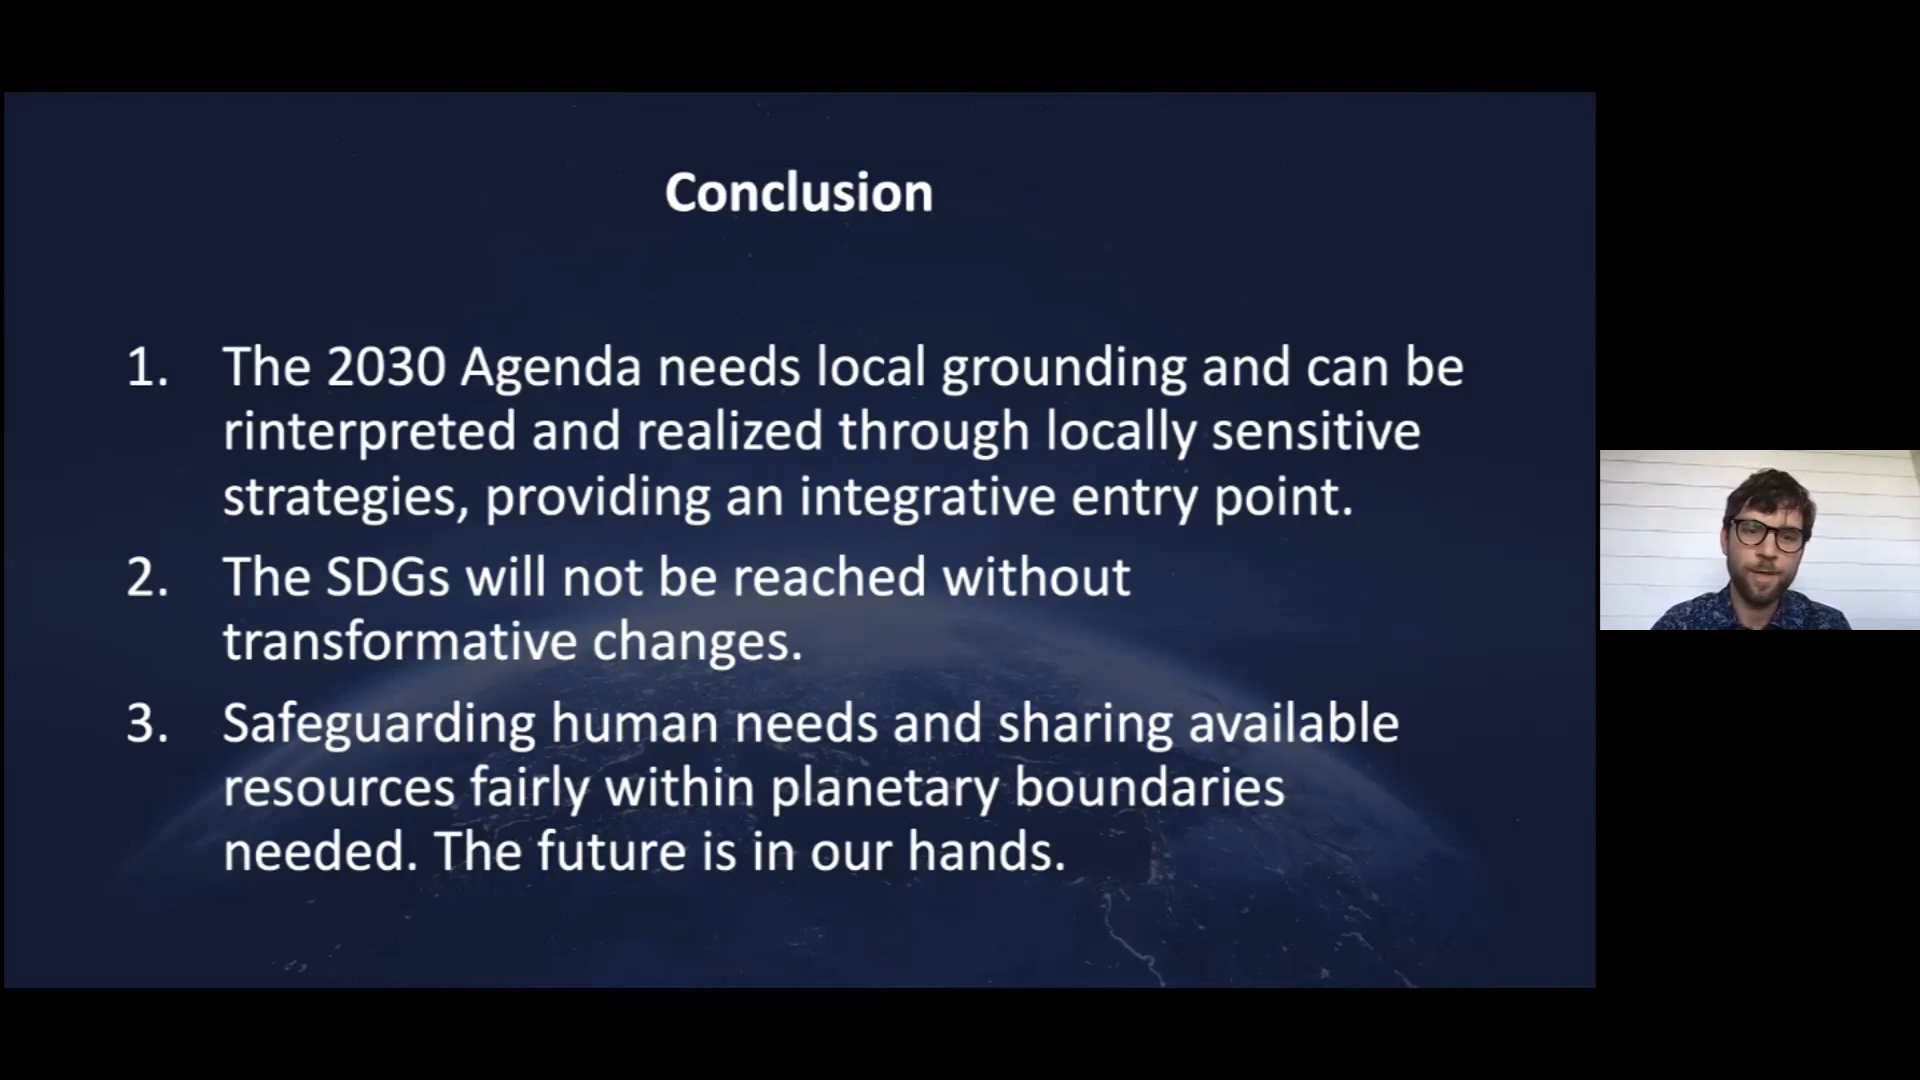 Conclusion
1. The 2030 Agenda needs local grounding and can be
rinterpreted and realized through locally sensitive
strategies, providing an integrative entry point.
2. The SDGs will not be reached without
transformative changes.
3. Safeguarding human needs and sharing available
resources fairly within planetary boundaries
needed. The future is in our hands.